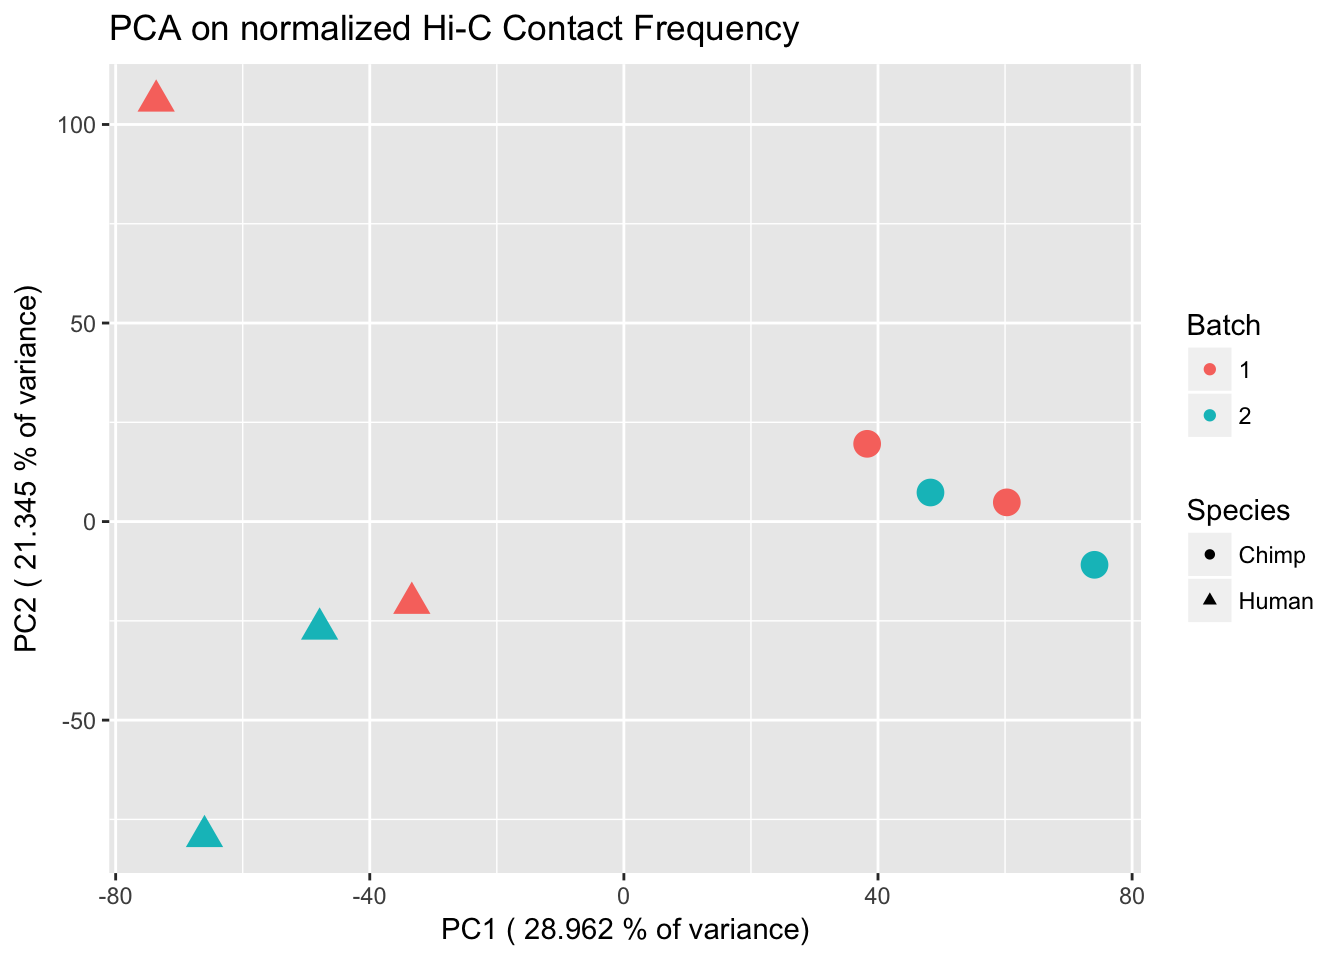 PCA on normalized Hi-C Contact Frequency
100
50
0
-50
PC2 ( 21.345 % of variance)
-80
-40
0
40
80
PC1 ( 28.962 % of variance)
Batch
1
2
Species
Chimp
Human